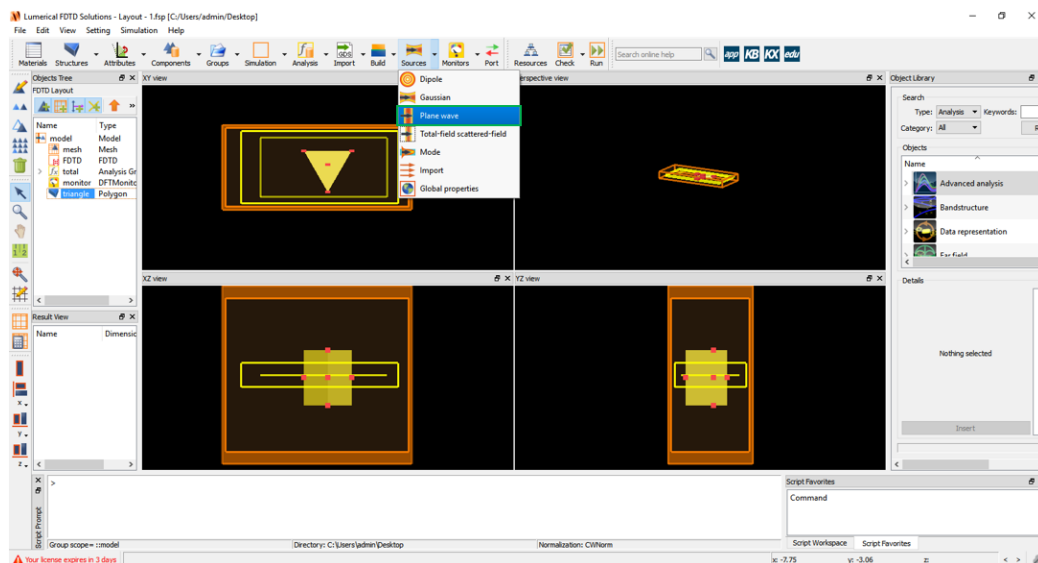 Lumerical FDTD Solutions - Layout - 1.fsp [C:/Users/admin/Desktop]
File Edit View Setting Simulation Help
Materials Structures Attributes Components Groups Simulation Analysis Import Build Sources Monitors Port Resources Check Run Search online help app KB KX edu
GDS
Dipole
Gaussian
Plane wave
Total-field scattered-field
Mode
Import
Global properties
Objects Tree
FDTD Layout
Name Type
model Model
mesh Mesh
FDTD FDTD
total Analysis Gr
monitor DFTMonitc
triangle Polygon
XY view
erspective view
XZ view
YZ view
Result View
Name Dimensic
x
y
z
Object Library
Search
Type: Analysis Keywords:
Category: All
Objects
Name
Advanced analysis
Bandstructure
Data representation
Far field
Details
Nothing selected
Insert
Script Prompt
>
Group scope= ::model Directory: C:\Users\admin\Desktop Normalization: CWNorm
Script Favorites
Command
Script Workspace Script Favorites
Your license expires in 3 days x: -7.75 y: -3.06 z: